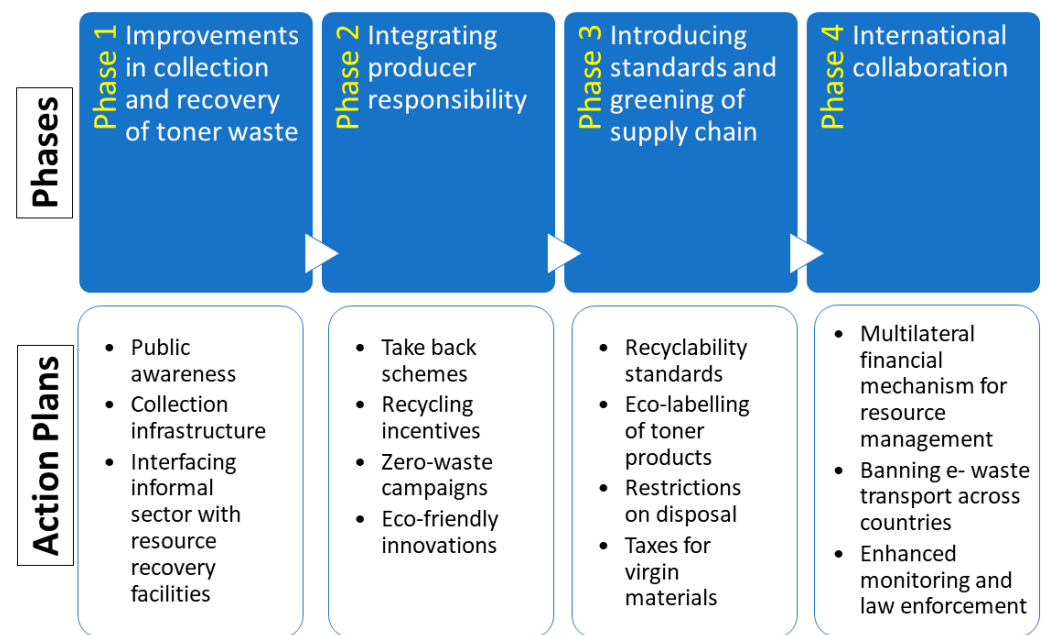 Phases
Phase 1
Improvements
in collection
and recovery
of toner waste
Phase 2
Integrating
producer
responsibility
Phase 3
Introducing
standards and
greening of
supply chain
Phase 4
International
collaboration
Action Plans
• Public
awareness
• Collection
infrastructure
• Interfacing
informal
sector with
resource
recovery
facilities
• Take back
schemes
• Recycling
incentives
• Zero-waste
campaigns
• Eco-friendly
innovations
• Recyclability
standards
• Eco-labelling
of toner
products
• Restrictions
on disposal
• Taxes for
virgin
materials
• Multilateral
financial
mechanism for
resource
management
• Banning e- waste
transport across
countries
• Enhanced
monitoring and
law enforcement